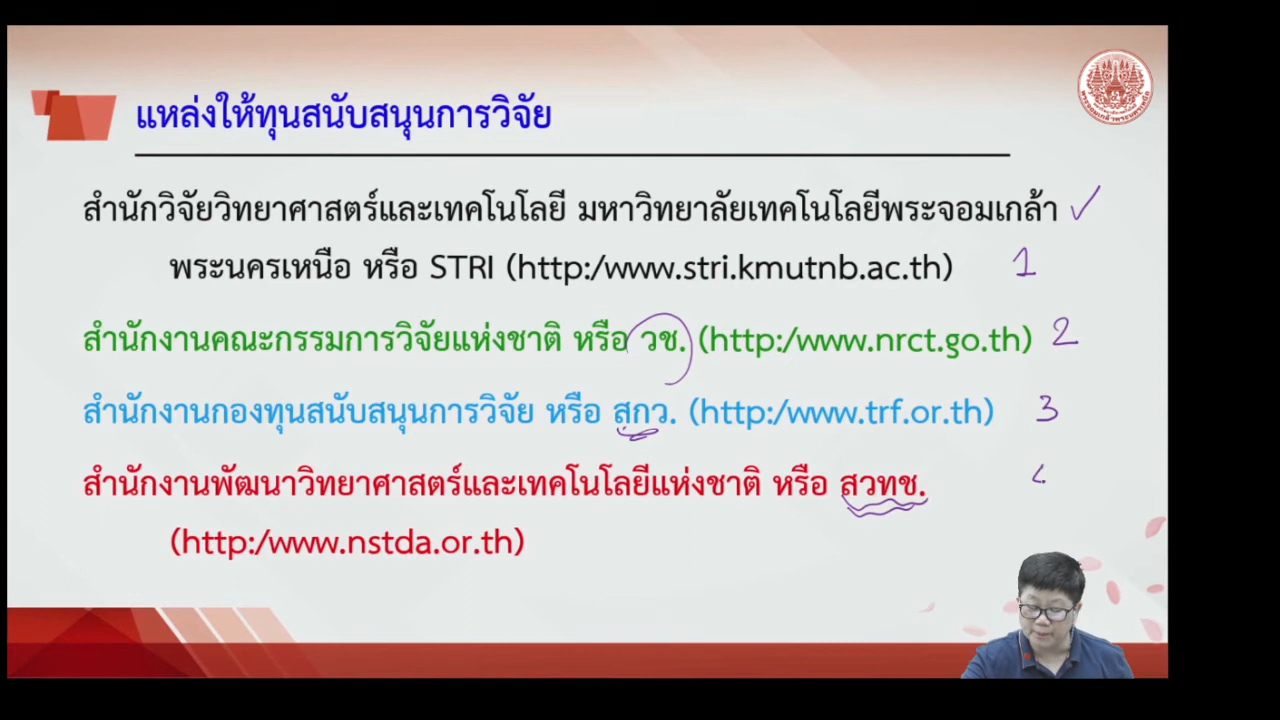 แหล่งให้ทุนสนับสนุนการวิจัย
สำนักวิจัยวิทยาศาสตร์และเทคโนโลยี มหาวิทยาลัยเทคโนโลยีพระจอมเกล้า
พระนครเหนือ หรือ STRI (http:/www.stri.kmutnb.ac.th) 1
สำนักงานคณะกรรมการวิจัยแห่งชาติ หรือ วช. (http:/www.nrct.go.th) 2
สำนักงานกองทุนสนับสนุนการวิจัย หรือ สกว. (http:/www.trf.or.th) 3
สำนักงานพัฒนาวิทยาศาสตร์และเทคโนโลยีแห่งชาติ หรือ สวทช.
(http:/www.nstda.or.th)